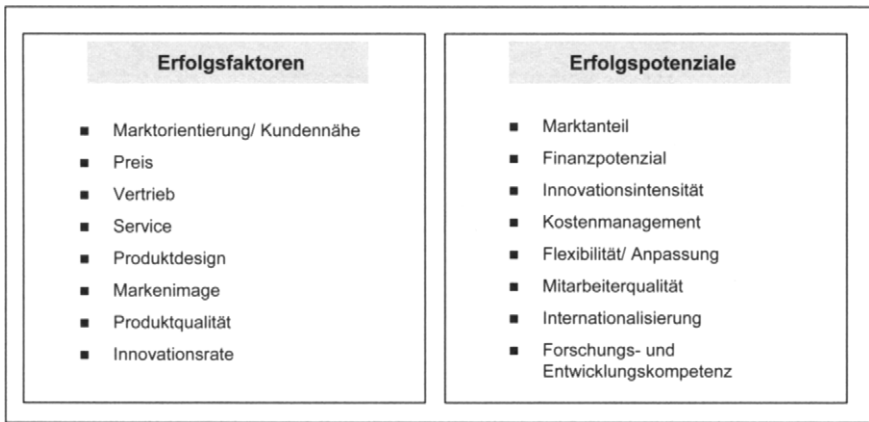 Erfolgsfaktoren
■ Marktorientierung/ Kundennähe
■ Preis
■ Vertrieb
■ Service
■ Produktdesign
■ Markenimage
■ Produktqualität
■ Innovationsrate
Erfolgspotenziale
■ Marktanteil
■ Finanzpotenzial
■ Innovationsintensität
■ Kostenmanagement
■ Flexibilität/ Anpassung
■ Mitarbeiterqualität
■ Internationalisierung
■ Forschungs- und
Entwicklungskompetenz